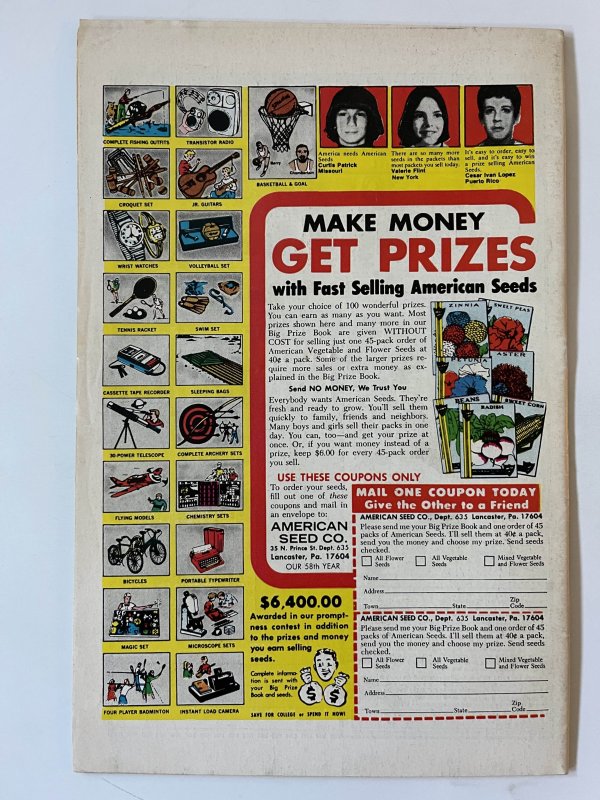 COMPLETE FISHING OUTFITS
TRANSISTOR RADIO
CROQUET SET
JR. GUITARS
WRIST WATCHES
VOLLEYBALL SET
TENNIS RACKET
SWIM SET
CASSETTE TAPE RECORDER
SLEEPING BAGS
30-POWER TELESCOPE
COMPLETE ARCHERY SETS
FLYING MODELS
CHEMISTRY SETS
BICYCLES
PORTABLE TYPEWRITER
MAGIC SET
MICROSCOPE SETS
FOUR PLAYER BADMINTON
INSTANT LOAD CAMERA
BASKETBALL & GOAL
America needs American
Seeds
Curtis Patrick
Missouri
There are so many more
seeds in the packets than
most packets you sell today.
Valerie Flint
New York
It's easy to order, easy to
sell, and it's easy to win
a prize selling American
Seeds.
Cesar Ivan Lopez
Puerto Rico
MAKE MONEY
GET PRIZES
with Fast Selling American Seeds
Take your choice of 100 wonderful prizes.
You can earn as many as you want. Most
prizes shown here and many more in our
Big Prize Book are given WITHOUT
COST for selling just one 45-pack order of
American Vegetable and Flower Seeds at
40¢ a pack. Some of the larger prizes re-
quire more sales or extra money as ex-
plained in the Big Prize Book.
Send NO MONEY, We Trust You
Everybody wants American Seeds. They're
fresh and ready to grow. You'll sell them
quickly to family, friends and neighbors.
Many boys and girls sell their packs in one
day. You can, too—and get your prize at
once. Or, if you want money instead of a
prize, keep $6.00 for every 45-pack order
you sell.
ZINNIA
SWEET PEAS
PETUNIA
ASTER
BEANS
RADISH
SWEET CORN
USE THESE COUPONS ONLY
To order your seeds,
fill out one of these
coupons and mail in
an envelope to:
AMERICAN
SEED CO.
35 N. Prince St. Dept. 635
Lancaster, Pa. 17604
OUR 58th YEAR
MAIL ONE COUPON TODAY
Give the Other to a Friend
AMERICAN SEED CO., Dept. 635 Lancaster, Pa. 17604
Please send me your Big Prize Book and one order of 45
packs of American Seeds. I'll sell them at 40¢ a pack,
send you the money and choose my prize. Send seeds
checked.
All Flower Seeds
All Vegetable Seeds
Mixed Vegetable and Flower Seeds
Name
Address
Town State Zip Code
AMERICAN SEED CO., Dept. 635 Lancaster, Pa. 17604
Please send me your Big Prize Book and one order of 45
packs of American Seeds. I'll sell them at 40¢ a pack,
send you the money and choose my prize. Send seeds
checked.
All Flower Seeds
All Vegetable Seeds
Mixed Vegetable and Flower Seeds
Name
Address
Town State Zip Code
$6,400.00
Awarded in our prompt-
ness contest in addition
to the prizes and money
you earn selling
seeds.
Complete informa-
tion is sent with
your Big Prize
Book and seeds.
SAVE FOR COLLEGE or SPEND IT NOW!